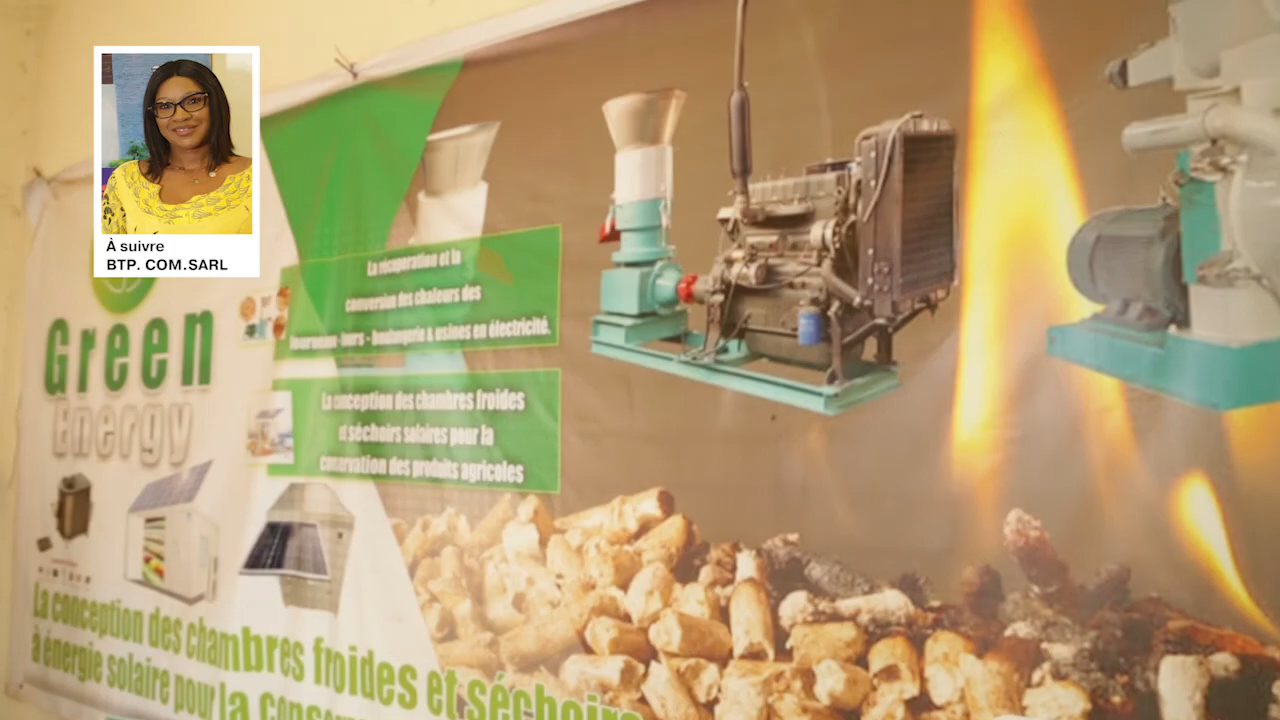 À suivre
BTP. COM.SARL
Green
Energy
La récuperation et la
conversion des chaleurs des
fourneaux - fours - boulangerie & usines en électricité.
La conception des chambres froides
et séchoirs solaires pour la
conservation des produits agricoles
La conception des chambres froides et séchoirs
à énergie solaire pour la conserv